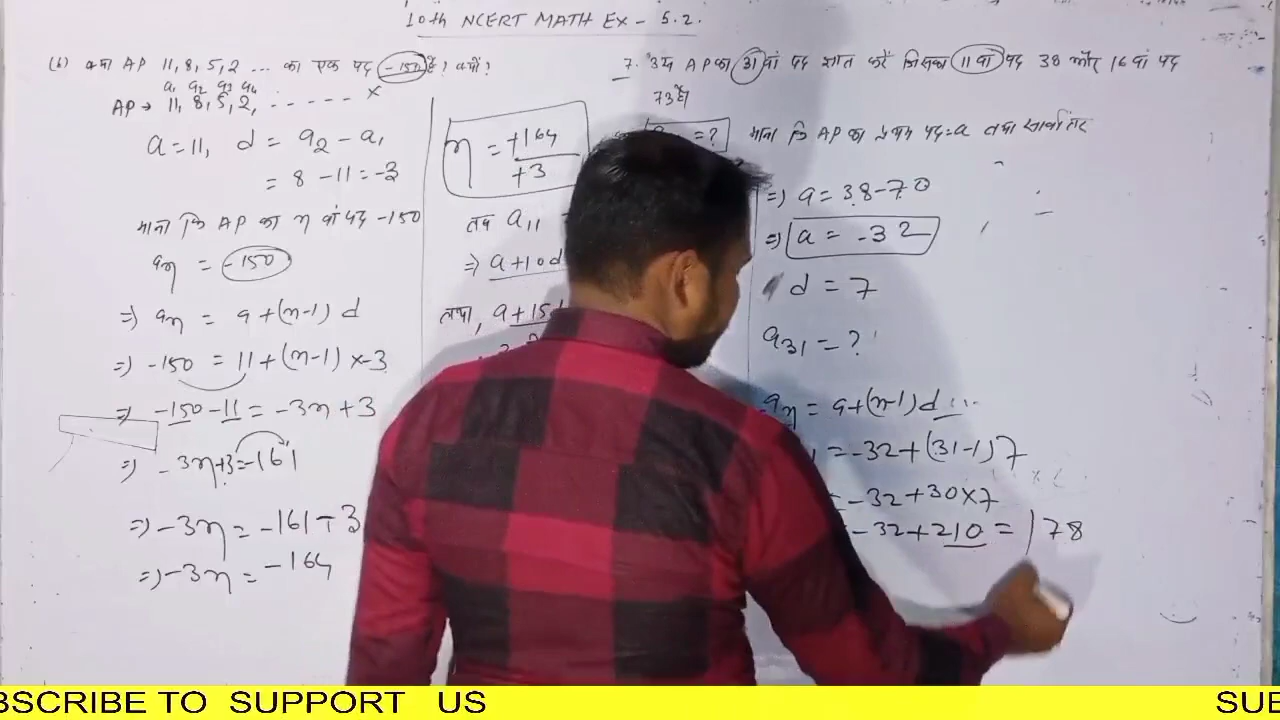 10th NCERT MATH EX - 5.2.
(6) क्या AP 11, 8, 5, 2 ... का एक पद -150 है? क्यों?
a₁ a₂ a₃ a₄
AP → 11, 8, 5, 2, - - - - - - ×
a = 11, d = a₂ - a₁
= 8 - 11 = -3
माना कि AP का n वां पद -150
aₙ = -150
⇒ aₙ = a + (n-1) d
⇒ -150 = 11 + (n-1) × -3
⇒ -150 - 11 = -3n + 3
⇒ -3n + 3 = -161
⇒ -3n = -161 - 3
⇒ -3n = -164
n = +164 / +3
7. उस AP का 31 वां पद ज्ञात करें जिसका 11 वां पद 38 और 16 वां पद
73 है।
= ? माना कि AP का प्रथम पद = a तथा सार्वांतर
तब a₁₁
⇒ a + 10d
तथा, a + 15d
⇒ a = 38 - 70
⇒ a = -32
d = 7
a₃₁ = ?
aₙ = a + (n-1) d
= -32 + (31-1) 7
= -32 + 30 × 7
= -32 + 210 = 178
BSCRIBE TO SUPPORT US SUB